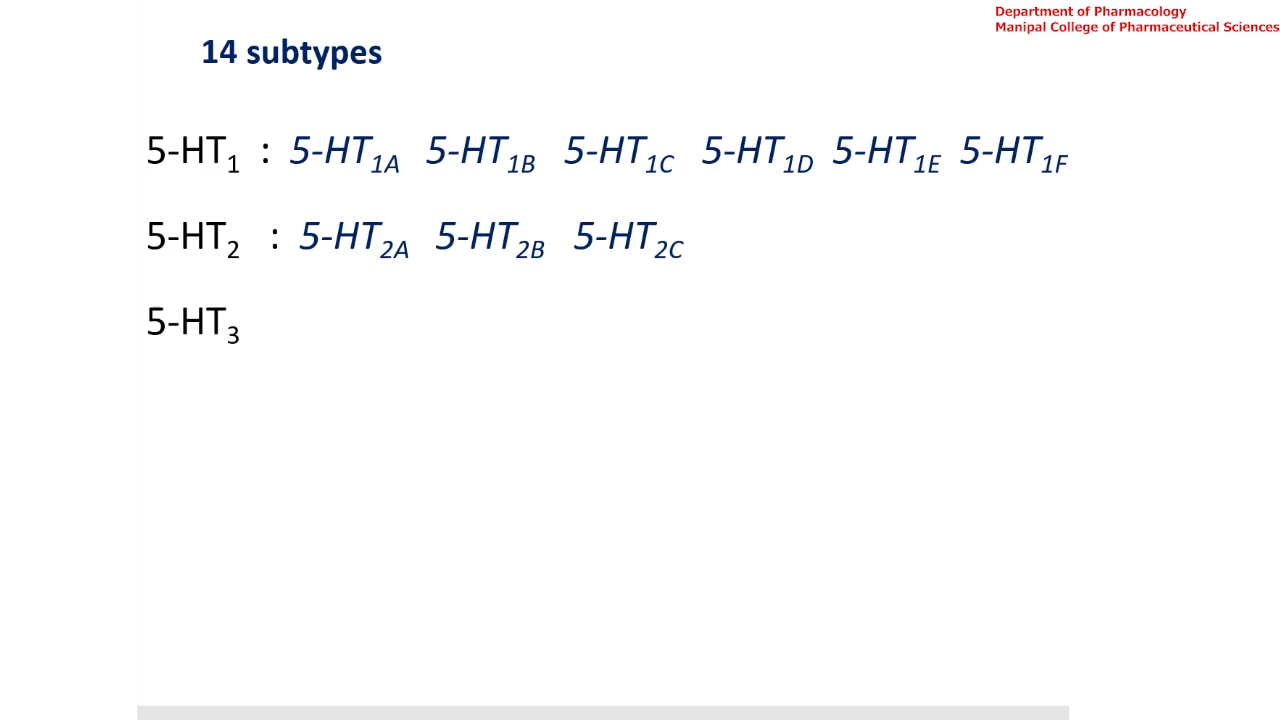 Department of Pharmacology
Manipal College of Pharmaceutical Sciences
14 subtypes
5-HT₁ : 5-HT₁A 5-HT₁B 5-HT₁C 5-HT₁D 5-HT₁E 5-HT₁F
5-HT₂ : 5-HT₂A 5-HT₂B 5-HT₂C
5-HT₃